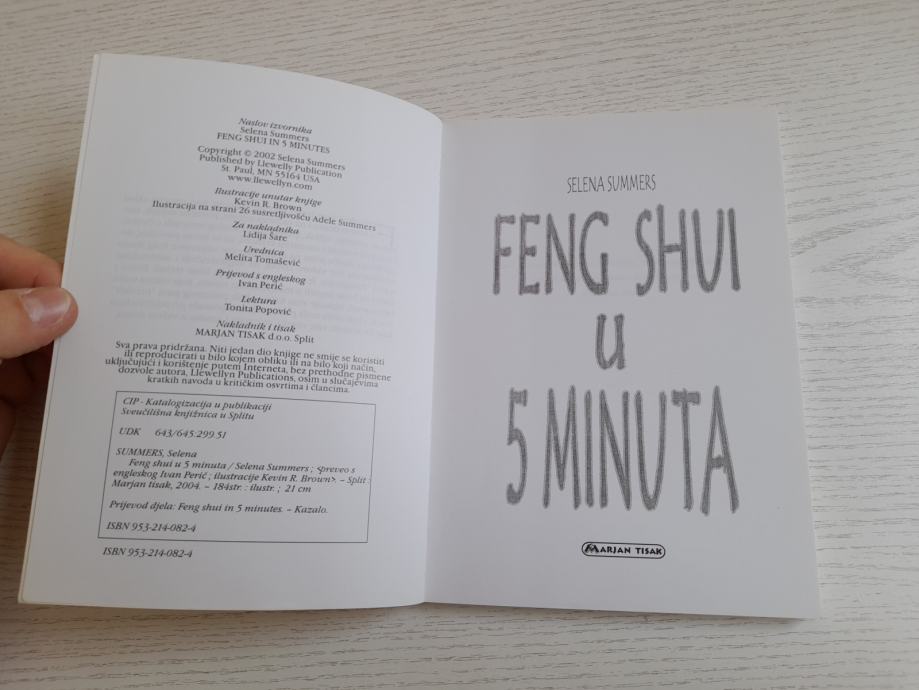 Naslov izvornika
Selena Summers
FENG SHUI IN 5 MINUTES
Copyright © 2002 Selena Summers
Published by Llewelly Publication
St. Paul, MN 55164 USA
www.llewellyn.com
Ilustracije unutar knjige
Kevin R. Brown
Ilustracija na strani 26 susretljivošću Adele Summers
Za nakladnika
Lidija Šare
Urednica
Melita Tomašević
Prijevod s engleskog
Ivan Perić
Lektura
Tonita Popović
Nakladnik i tisak
MARJAN TISAK d.o.o. Split
Sva prava pridržana. Niti jedan dio knjige ne smije se koristiti
ili reproducirati u bilo kojem obliku ili na bilo koji način,
uključujući i korištenje putem Interneta, bez prethodne pismene
dozvole autora, Llewellyn Publications, osim u slučajevima
kratkih navoda u kritičkim osvrtima i člancima.
CIP - Katalogizacija u publikaciji
Sveučilišna knjižnica u Splitu
UDK 643/645:299.51
SUMMERS, Selena
Feng shui u 5 minuta / Selena Summers ; <preveo s
engleskog Ivan Perić ; ilustracije Kevin R. Brown>. – Split :
Marjan tisak, 2004. – 184str. : ilustr. ; 21 cm
Prijevod djela: Feng shui in 5 minutes. – Kazalo.
ISBN 953-214-082-4
ISBN 953-214-082-4
SELENA SUMMERS
FENG SHUI
u
5 MINUTA
MARJAN TISAK